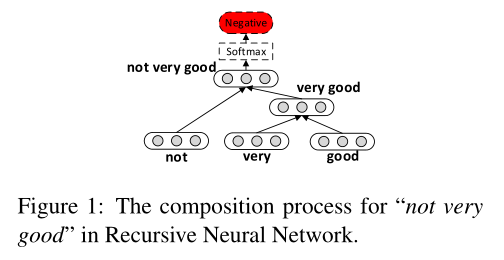 Negative
Softmax
not very good
very good
not
very
good
Figure 1: The composition process for “not very
good” in Recursive Neural Network.